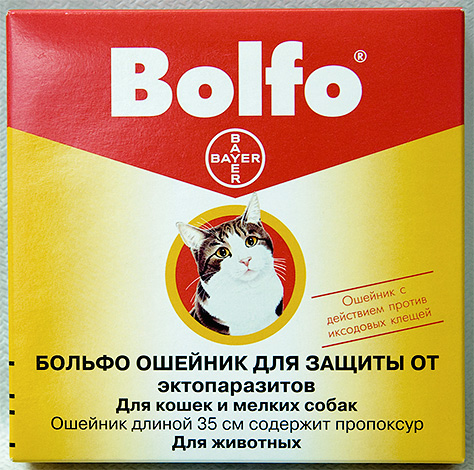 Bolfo®
BAYER
BAYER
Ошейник с
действием против
иксодовых клещей
БОЛЬФО ОШЕЙНИК ДЛЯ ЗАЩИТЫ ОТ
эктопаразитов
Для кошек и мелких собак
Ошейник длиной 35 см содержит пропоксур
Для животных